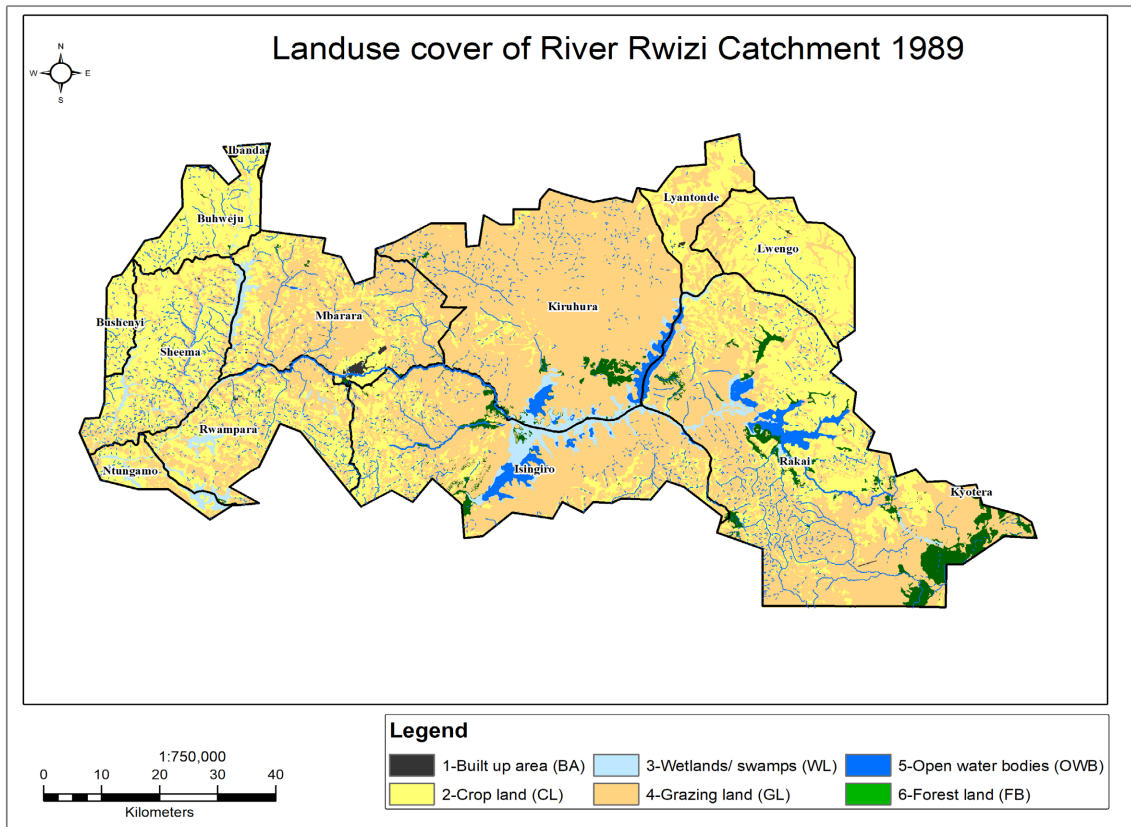 Landuse cover of River Rwizi Catchment 1989
N
W E
S
Ibanda
Buhweju
Lyantonde
Lwengo
Kiruhura
Bushenyi
Mbarara
Sheema
Rwampara
Ntungamo
Isingiro
Rakai
Kyotera
1:750,000
0 10 20 30 40
Kilometers
Legend
1-Built up area (BA)
3-Wetlands/ swamps (WL)
5-Open water bodies (OWB)
2-Crop land (CL)
4-Grazing land (GL)
6-Forest land (FB)